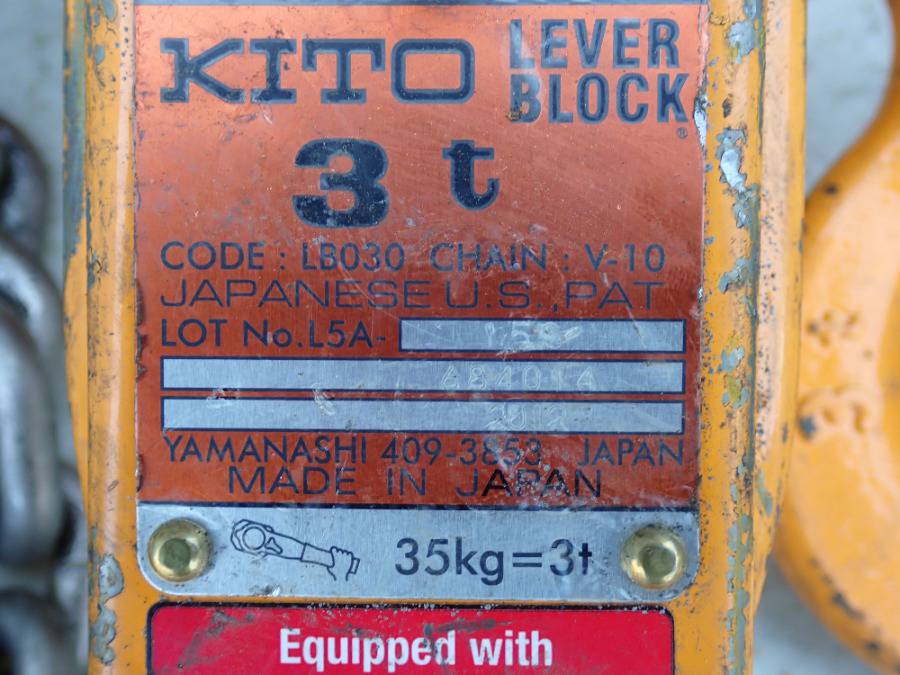 KITO LEVER BLOCK ®
3 t
CODE : LB030 CHAIN : V-10
JAPANESE U.S.,PAT
LOT No.L5A-
YAMANASHI 409-3853 JAPAN
MADE IN JAPAN
35kg=3t
Equipped with